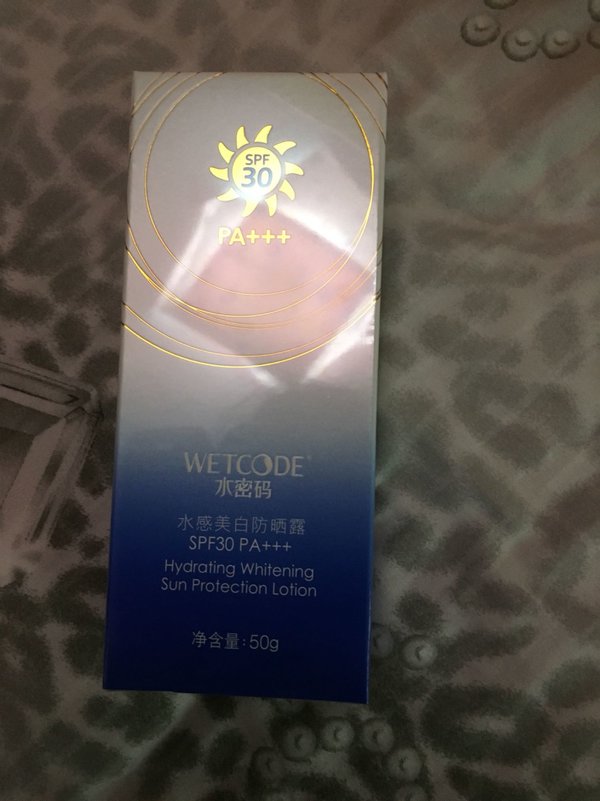 SPF
30
PA+++
WETCODE®
水密码
水感美白防晒露
SPF30 PA+++
Hydrating Whitening
Sun Protection Lotion
净含量:50g